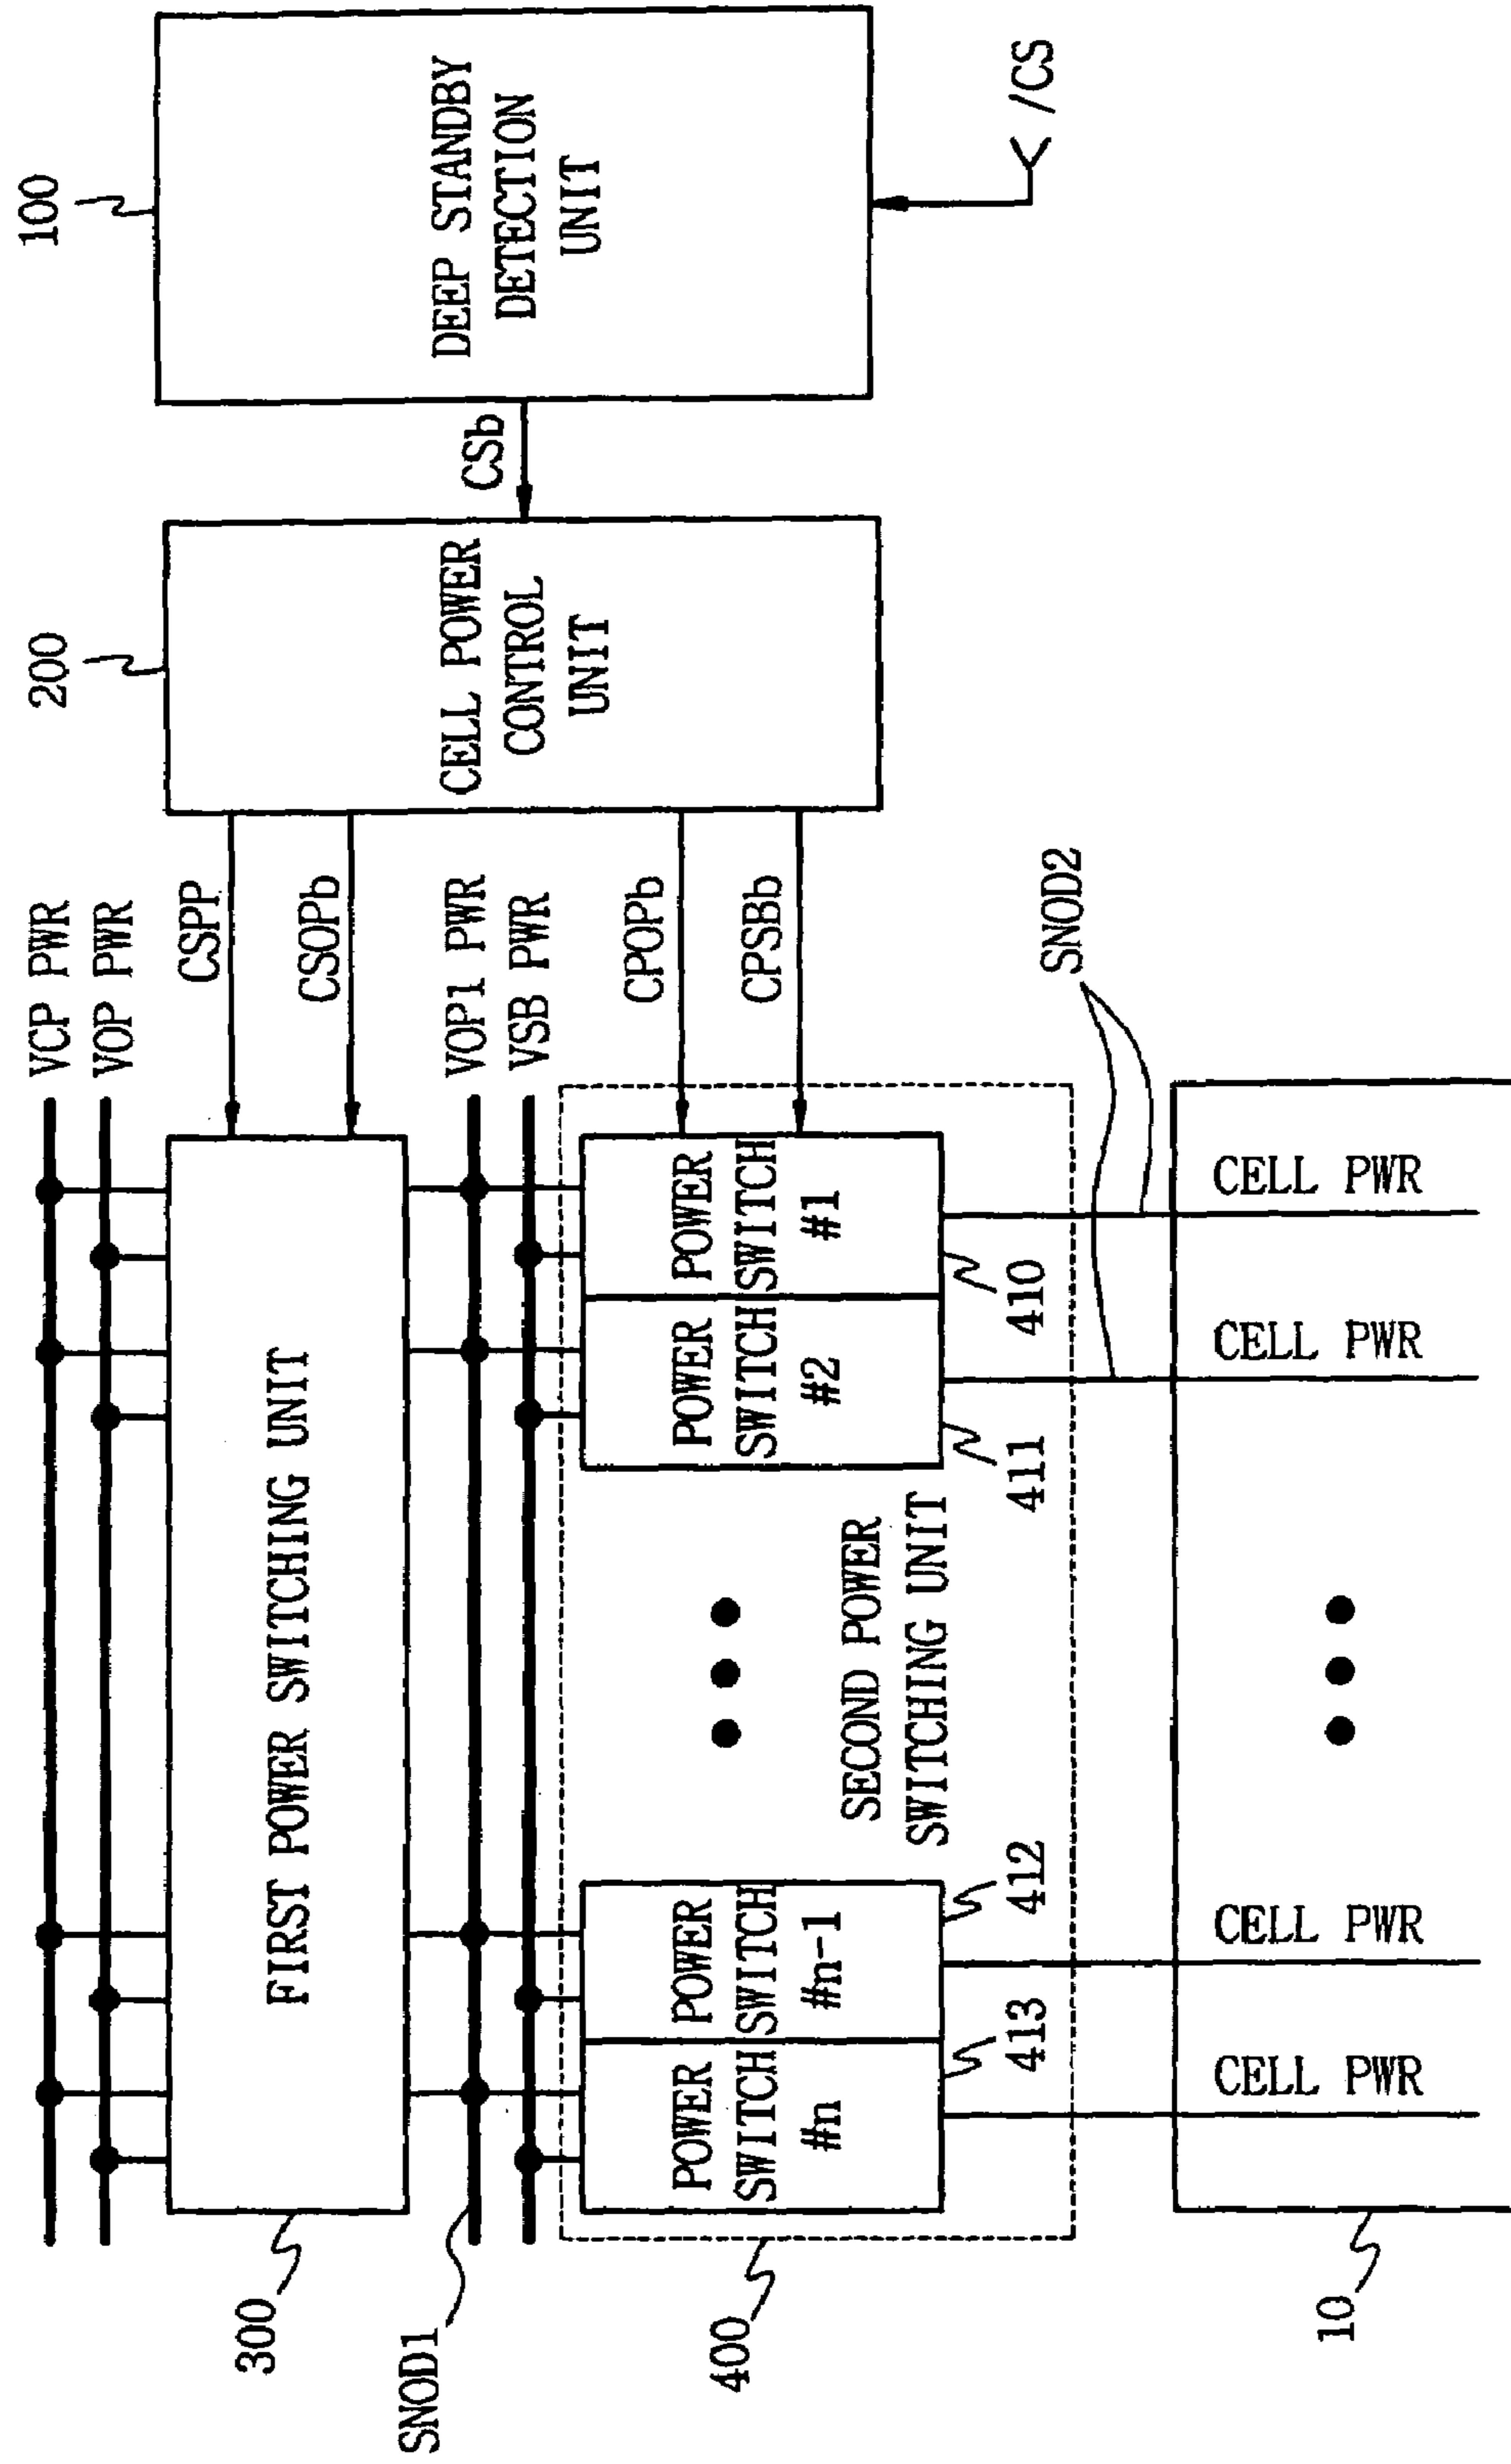 100
DEEP STANDBY
DETECTION
UNIT
/CS
CSb
200
CELL POWER
CONTROL
UNIT
VCP PWR
VOP PWR
CSPP
CSOPb
VOP1 PWR
VSB PWR
CPOPb
CPSBb
SNOD2
FIRST POWER SWITCHING UNIT
300
SNOD1
POWER
SWITCH
#1
410
POWER
SWITCH
#2
411
SECOND POWER
SWITCHING UNIT
POWER
SWITCH
#n-1
412
POWER
SWITCH
#n
413
400
CELL PWR
CELL PWR
CELL PWR
CELL PWR
10